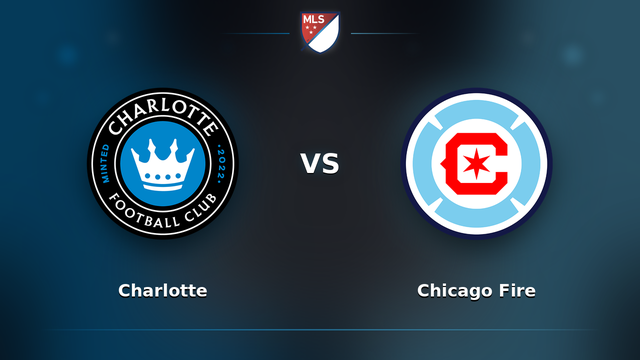 MLS
CHARLOTTE
MINTED
• 2022 •
FOOTBALL CLUB
C
VS
Charlotte
Chicago Fire